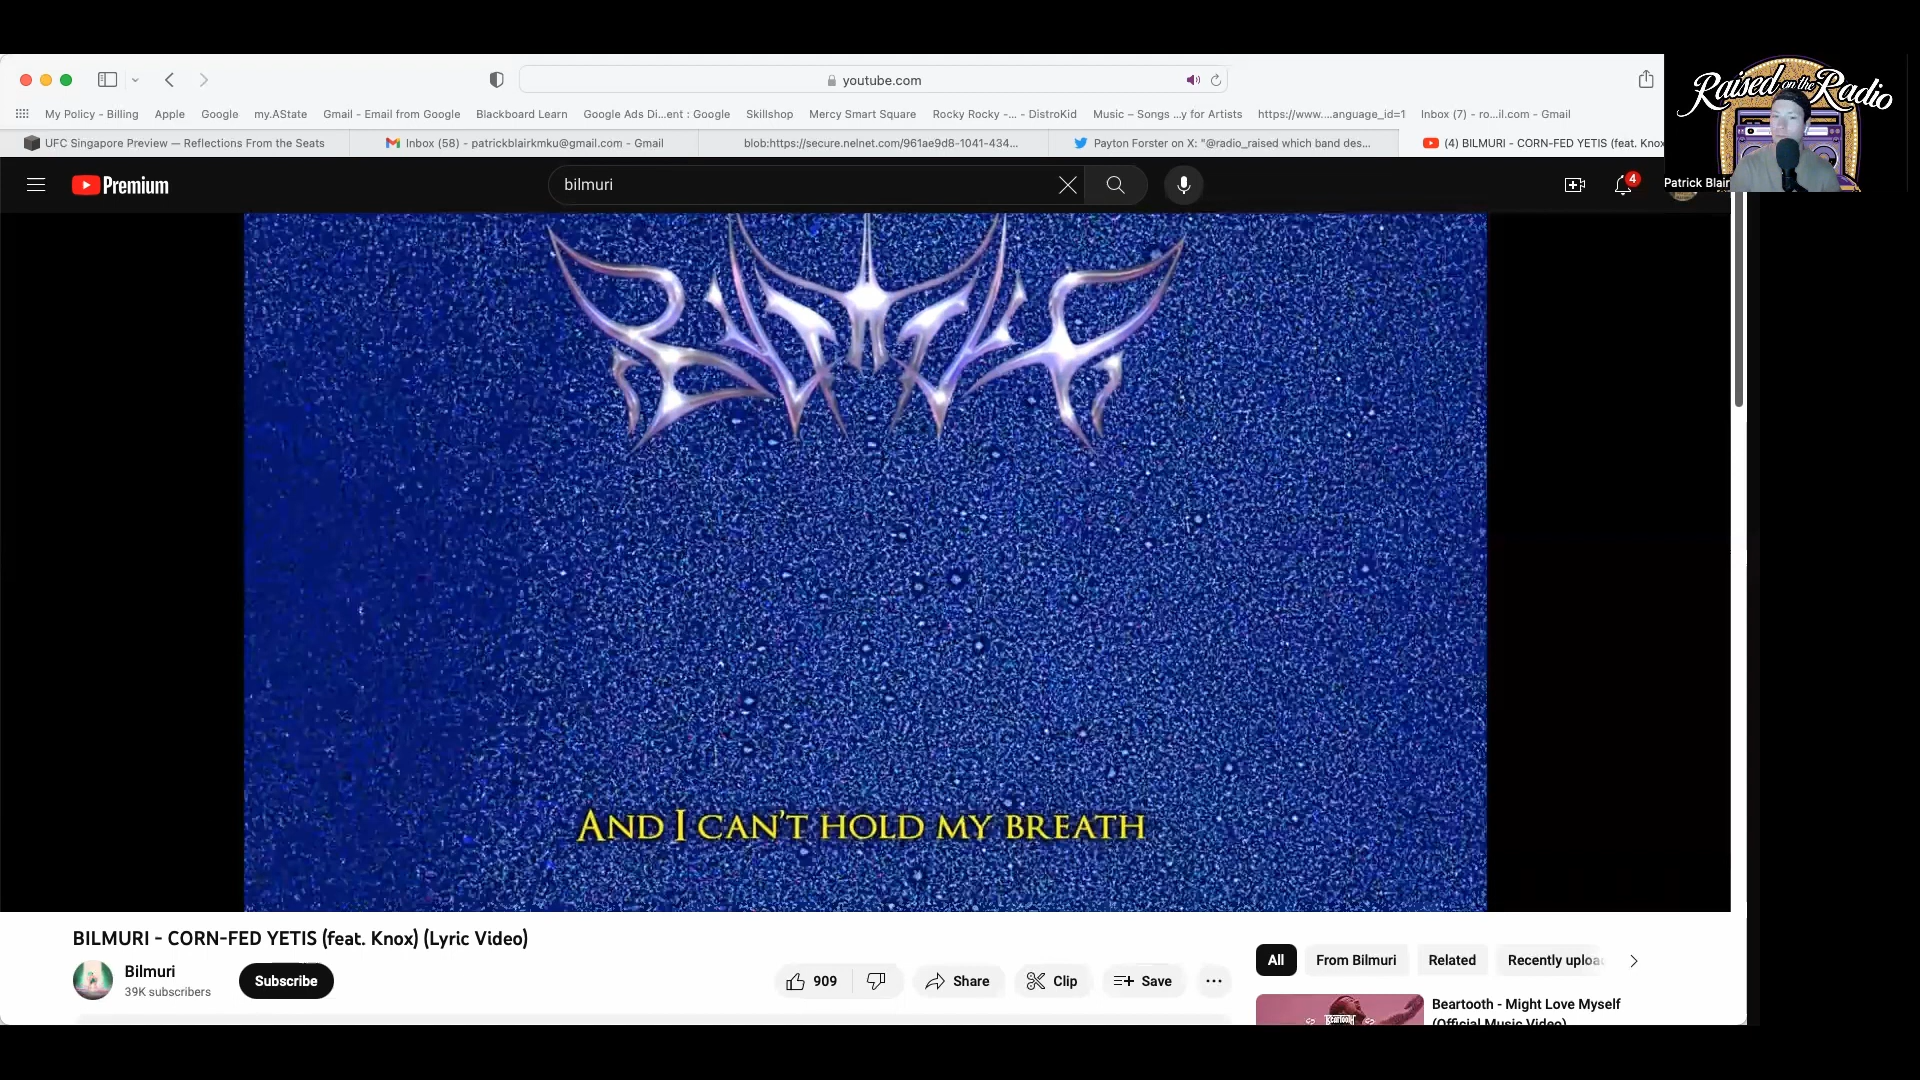 youtube.com
My Policy - Billing Apple Google my.AState Gmail - Email from Google Blackboard Learn Google Ads Di...ent : Google Skillshop Mercy Smart Square Rocky Rocky -... - DistroKid Music – Songs ...y for Artists https://www....anguage_id=1 Inbox (7) - ro...il.com - Gmail
UFC Singapore Preview — Reflections From the Seats Inbox (58) - patrickblairkmku@gmail.com - Gmail blob:https://secure.nelnet.com/961ae9d8-1041-434... Payton Forster on X: "@radio_raised which band des... (4) BILMURI - CORN-FED YETIS (feat. Knox
Raised on the Radio
Patrick Blair
Premium bilmuri 4
AND I CAN'T HOLD MY BREATH
BILMURI - CORN-FED YETIS (feat. Knox) (Lyric Video)
Bilmuri
39K subscribers
Subscribe 909 Share Clip Save
All From Bilmuri Related Recently uploa
BEARTOOTH
Beartooth - Might Love Myself
(Official Music Video)